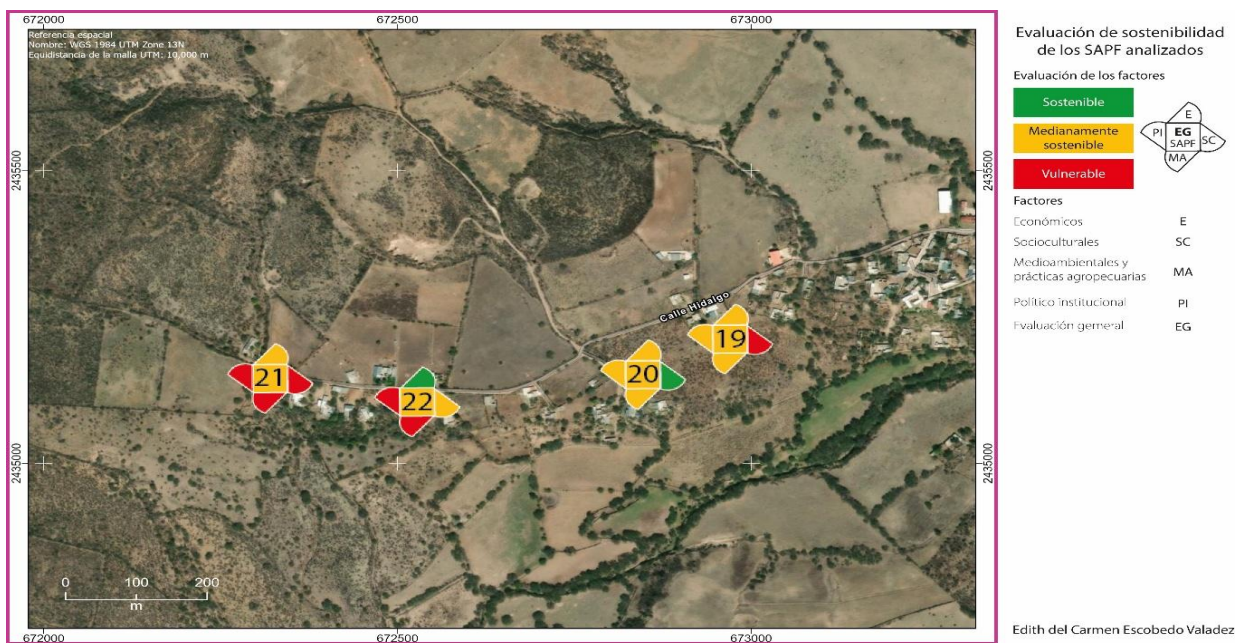 672000
672500
673000
Referencia espacial
Nombre: WGS 1984 UTM Zone 13N
Equidistancia de la malla UTM: 10,000 m
2435500
2435500
Calle Hidalgo
19
20
21
22
2435000
2435000
0 100 200
m
672000
672500
673000
Evaluación de sostenibilidad
de los SAPF analizados
Evaluación de los factores
Sostenible
Medianamente
sostenible
Vulnerable
E
PI
EG
SAPF
SC
MA
Factores
Económicos E
Socioculturales SC
Medioambientales y
prácticas agropecuarias MA
Político institucional PI
Evaluación gemeral EG
Edith del Carmen Escobedo Valadez